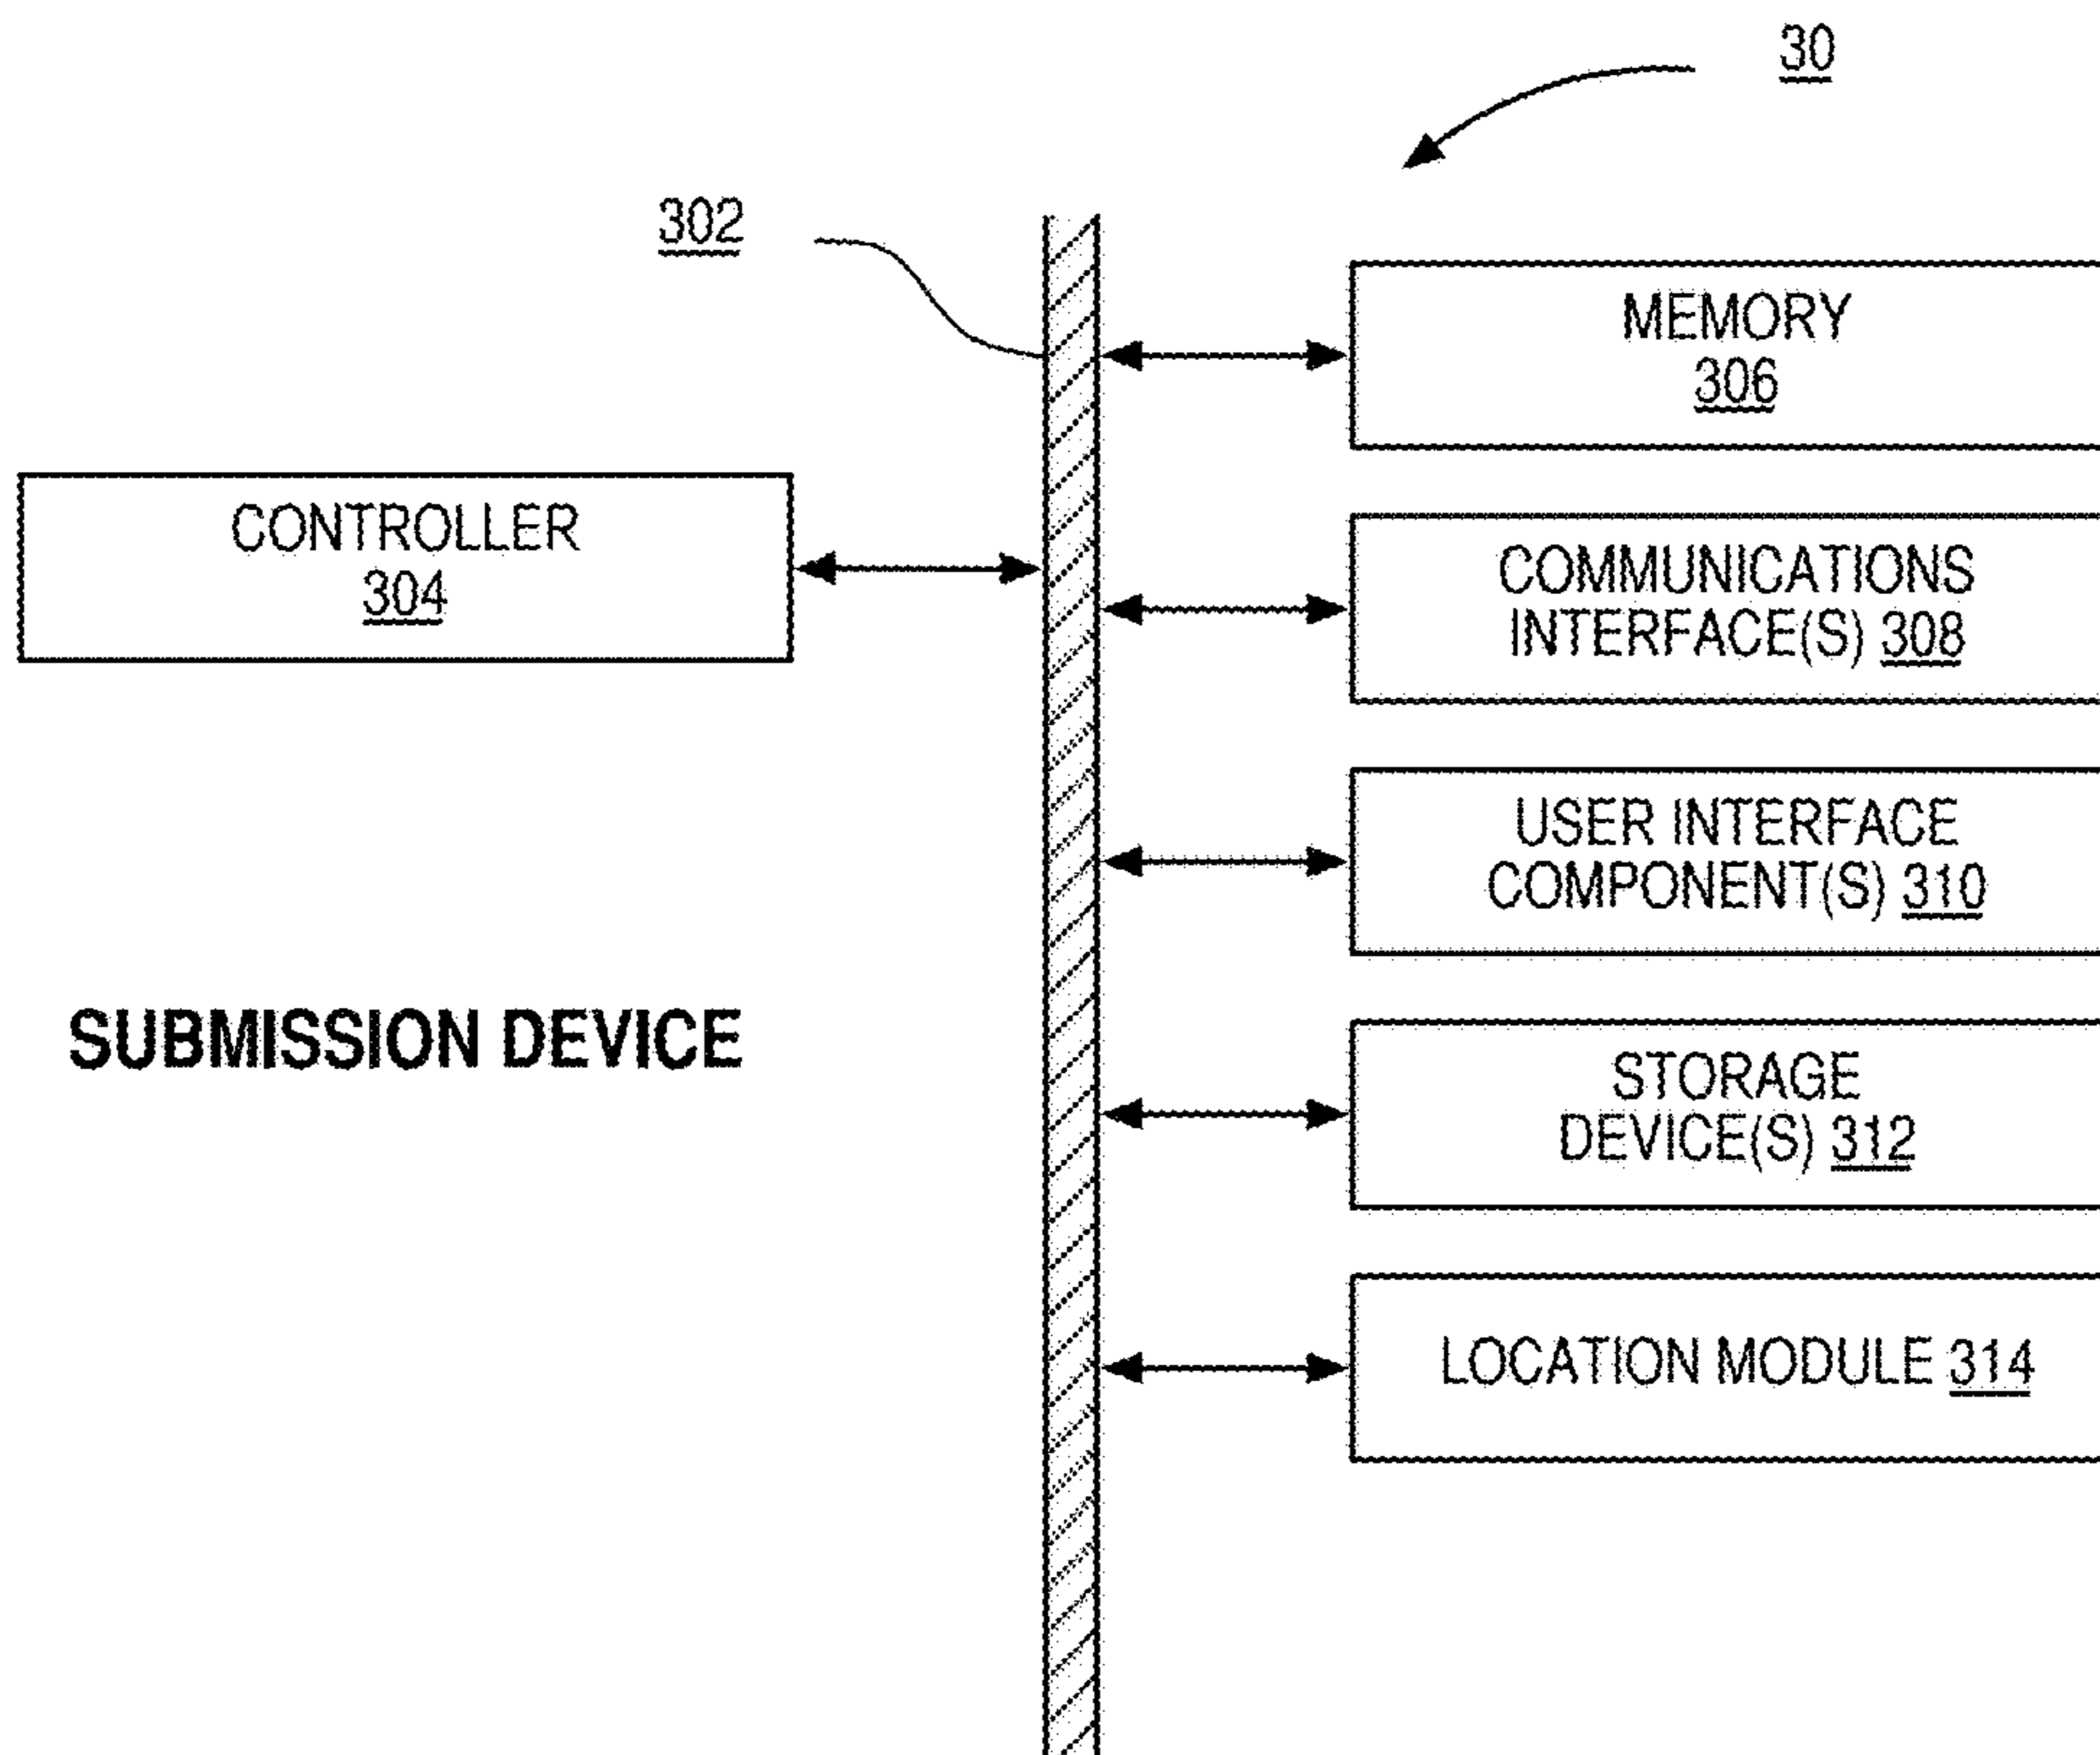 30
302
MEMORY
306
CONTROLLER
304
COMMUNICATIONS
INTERFACE(S) 308
USER INTERFACE
COMPONENT(S) 310
SUBMISSION DEVICE
STORAGE
DEVICE(S) 312
LOCATION MODULE 314